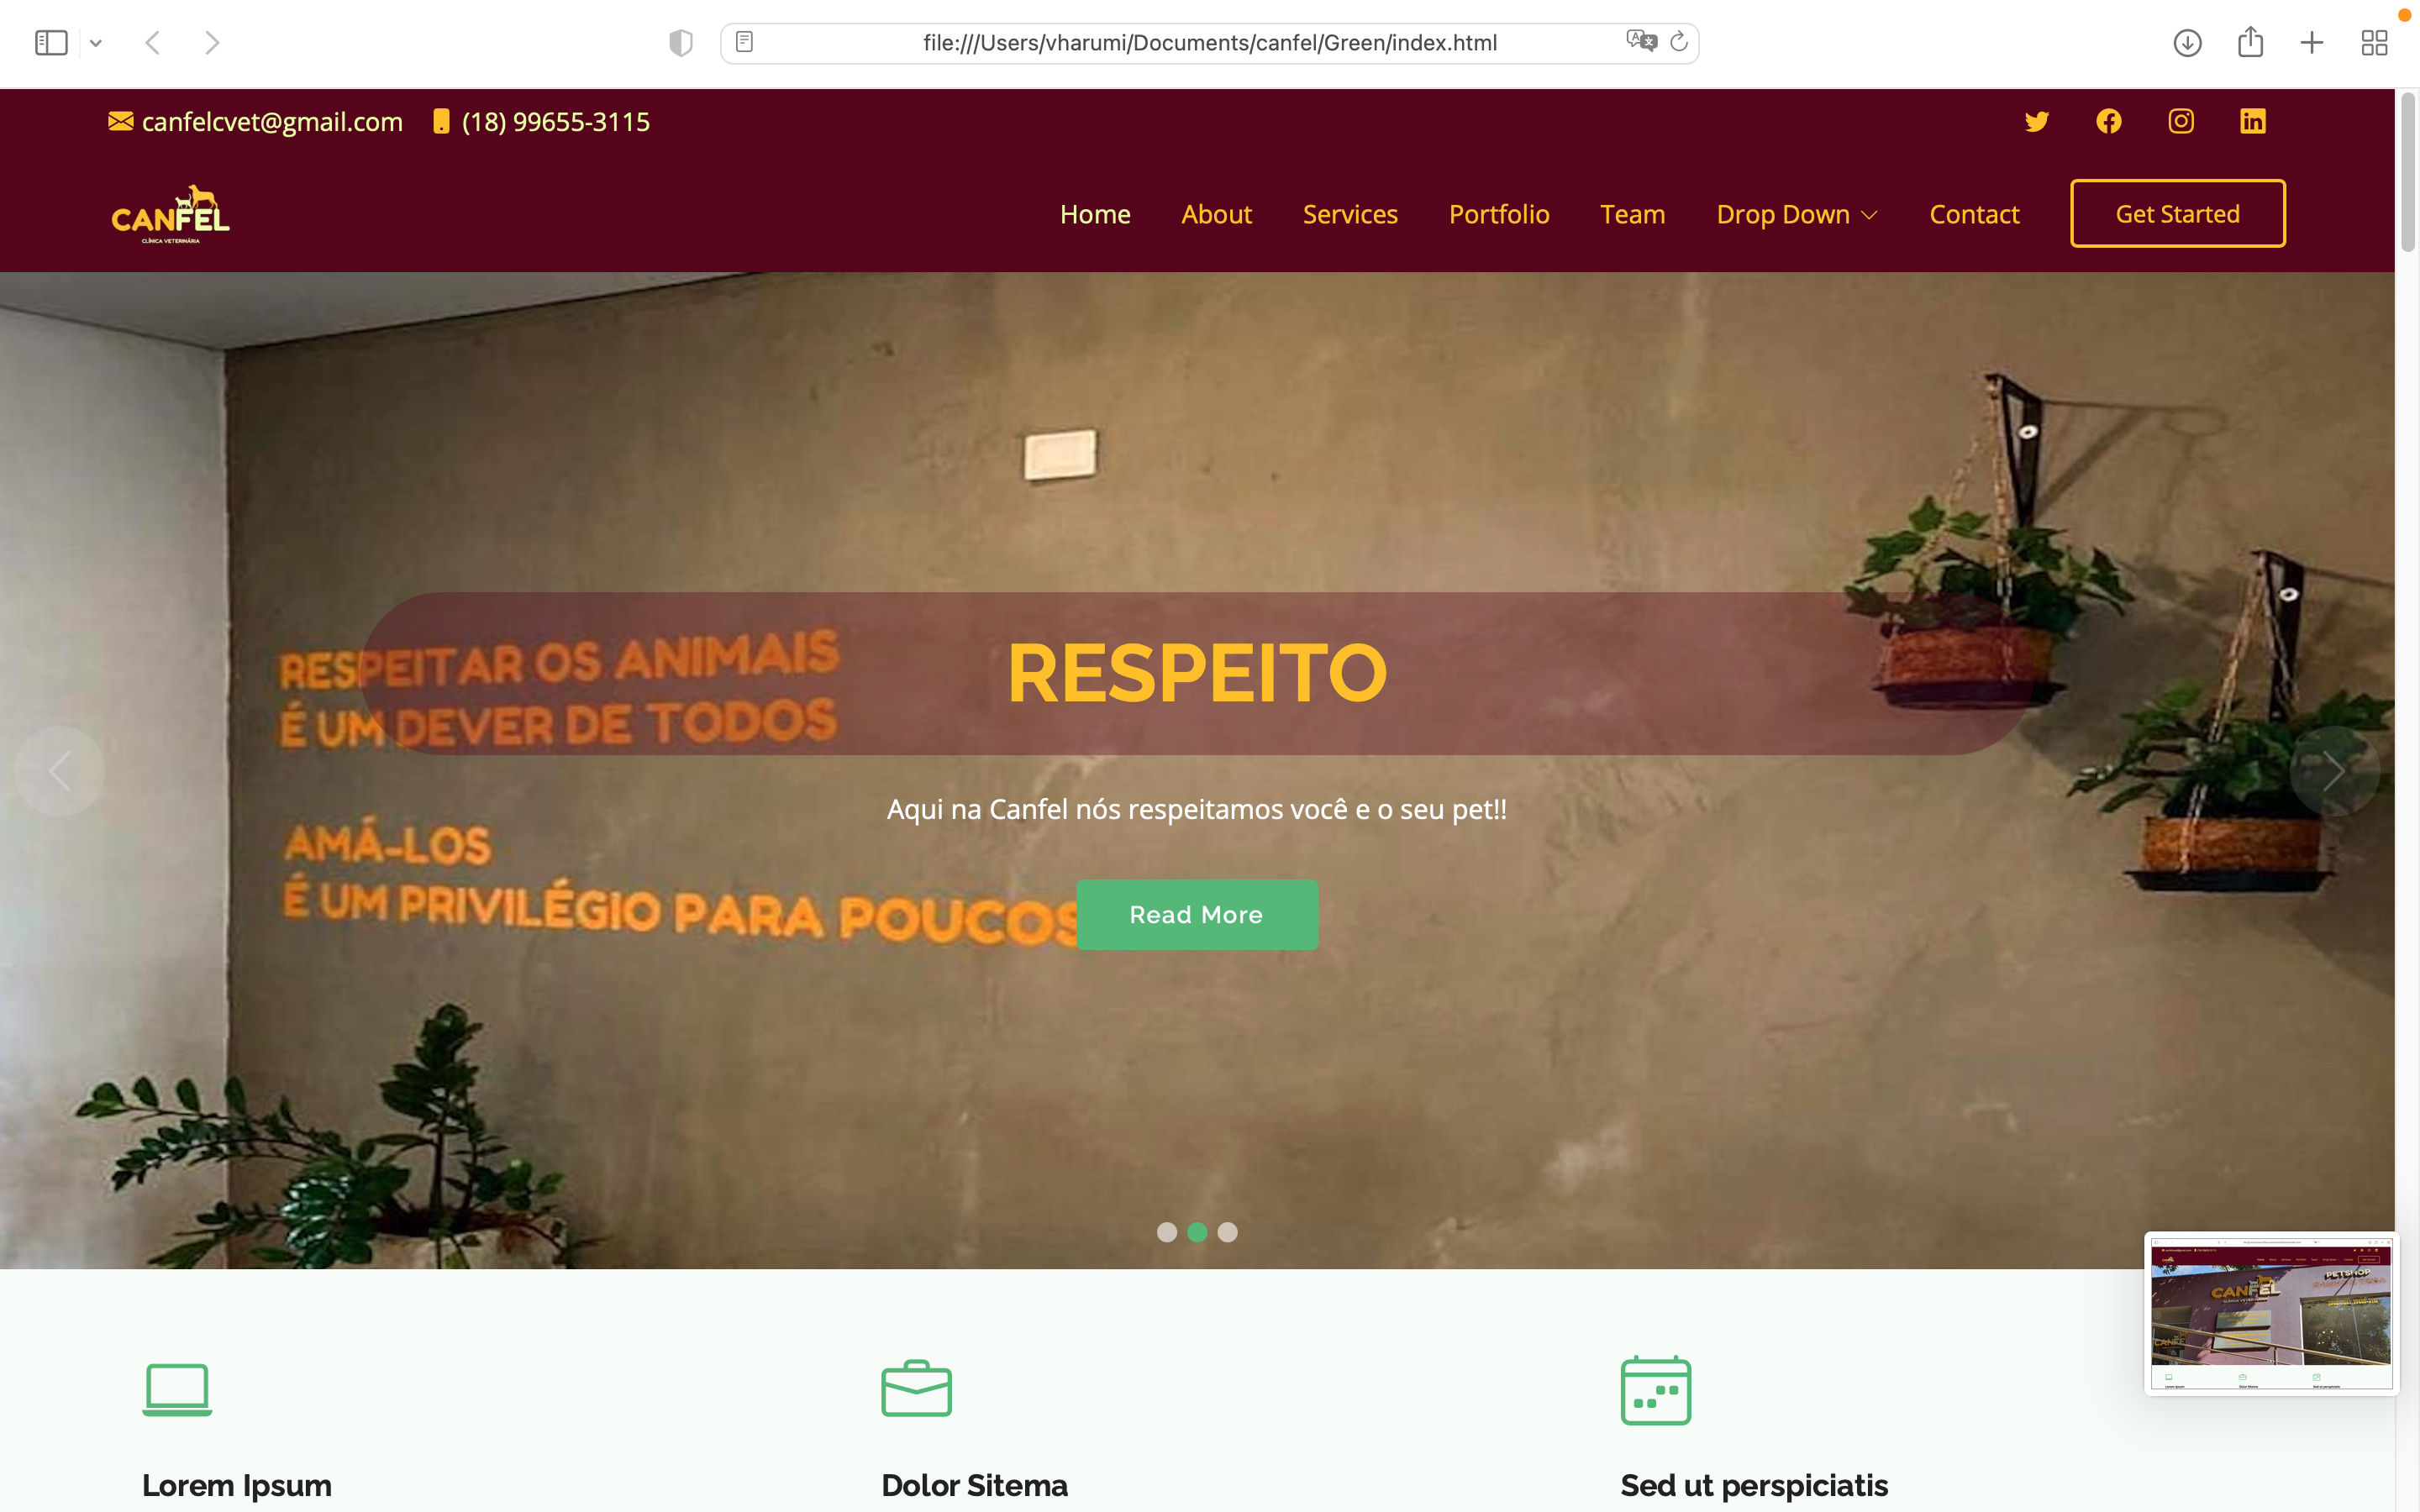 file:///Users/vharumi/Documents/canfel/Green/index.html
canfelcvet@gmail.com (18) 99655-3115
CANFEL
CLÍNICA VETERINÁRIA
Home About Services Portfolio Team Drop Down Contact Get Started
RESPEITAR OS ANIMAIS
É UM DEVER DE TODOS
RESPEITO
Aqui na Canfel nós respeitamos você e o seu pet!!
AMÁ-LOS
É UM PRIVILÉGIO PARA POUCOS
Read More
PETSHOP
CANFEL
Lorem Ipsum Dolor Sitema Sed ut perspiciatis